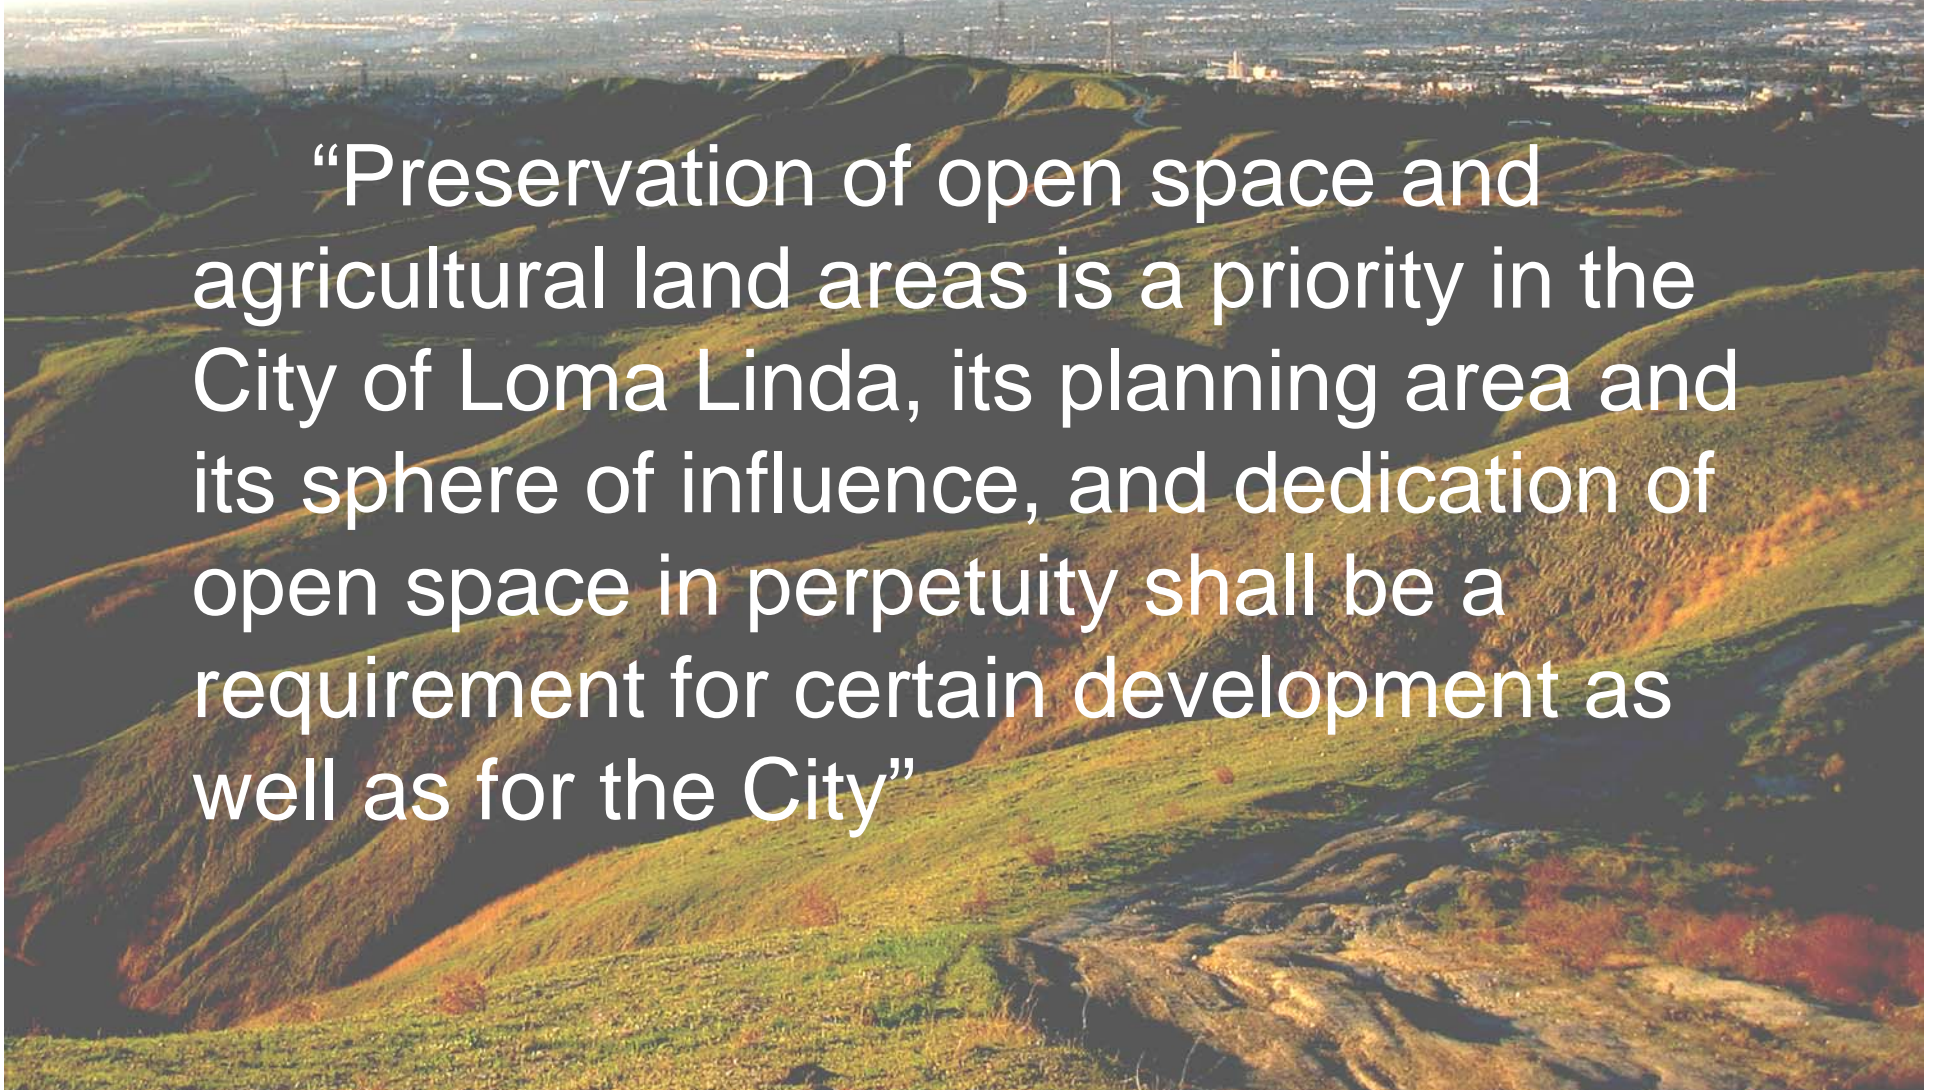 “Preservation of open space and
agricultural land areas is a priority in the
City of Loma Linda, its planning area and
its sphere of influence, and dedication of
open space in perpetuity shall be a
requirement for certain development as
well as for the City”